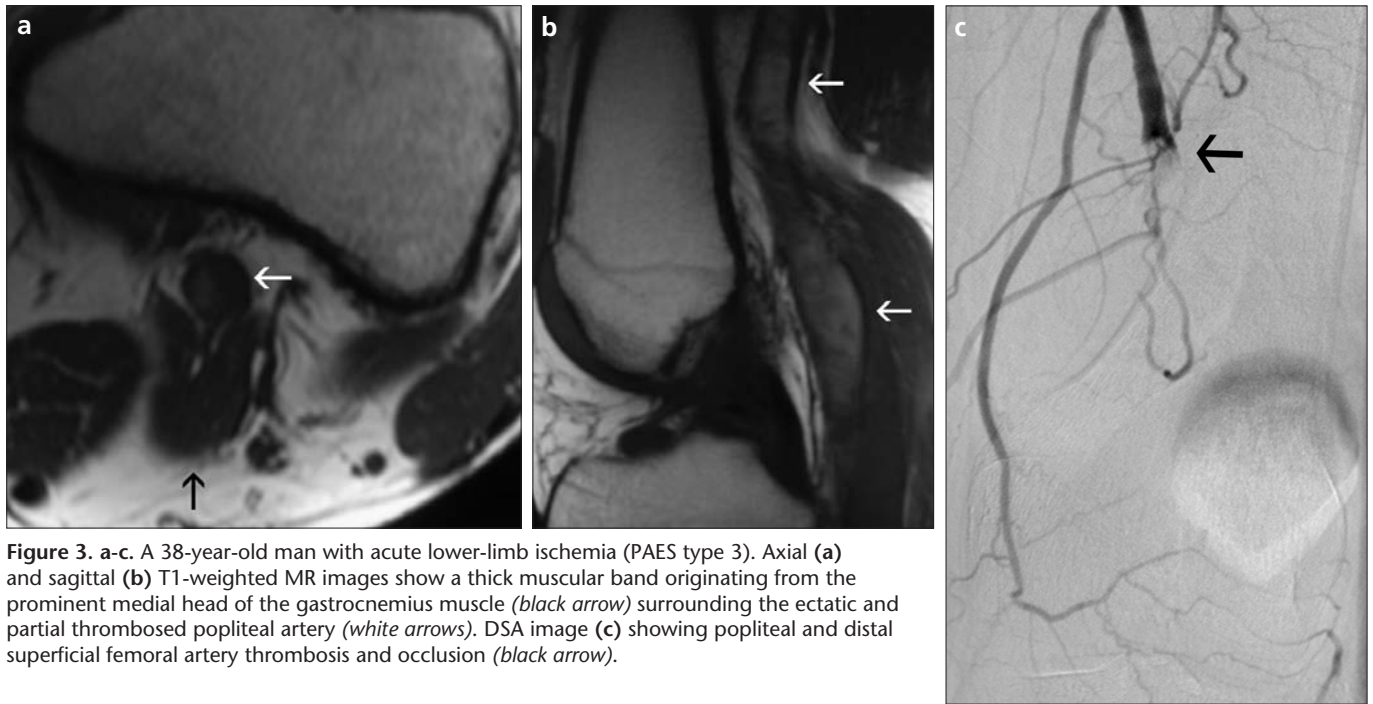 a
b
c
Figure 3. a-c. A 38-year-old man with acute lower-limb ischemia (PAES type 3). Axial (a)
and sagittal (b) T1-weighted MR images show a thick muscular band originating from the
prominent medial head of the gastrocnemius muscle (black arrow) surrounding the ectatic and
partial thrombosed popliteal artery (white arrows). DSA image (c) showing popliteal and distal
superficial femoral artery thrombosis and occlusion (black arrow).